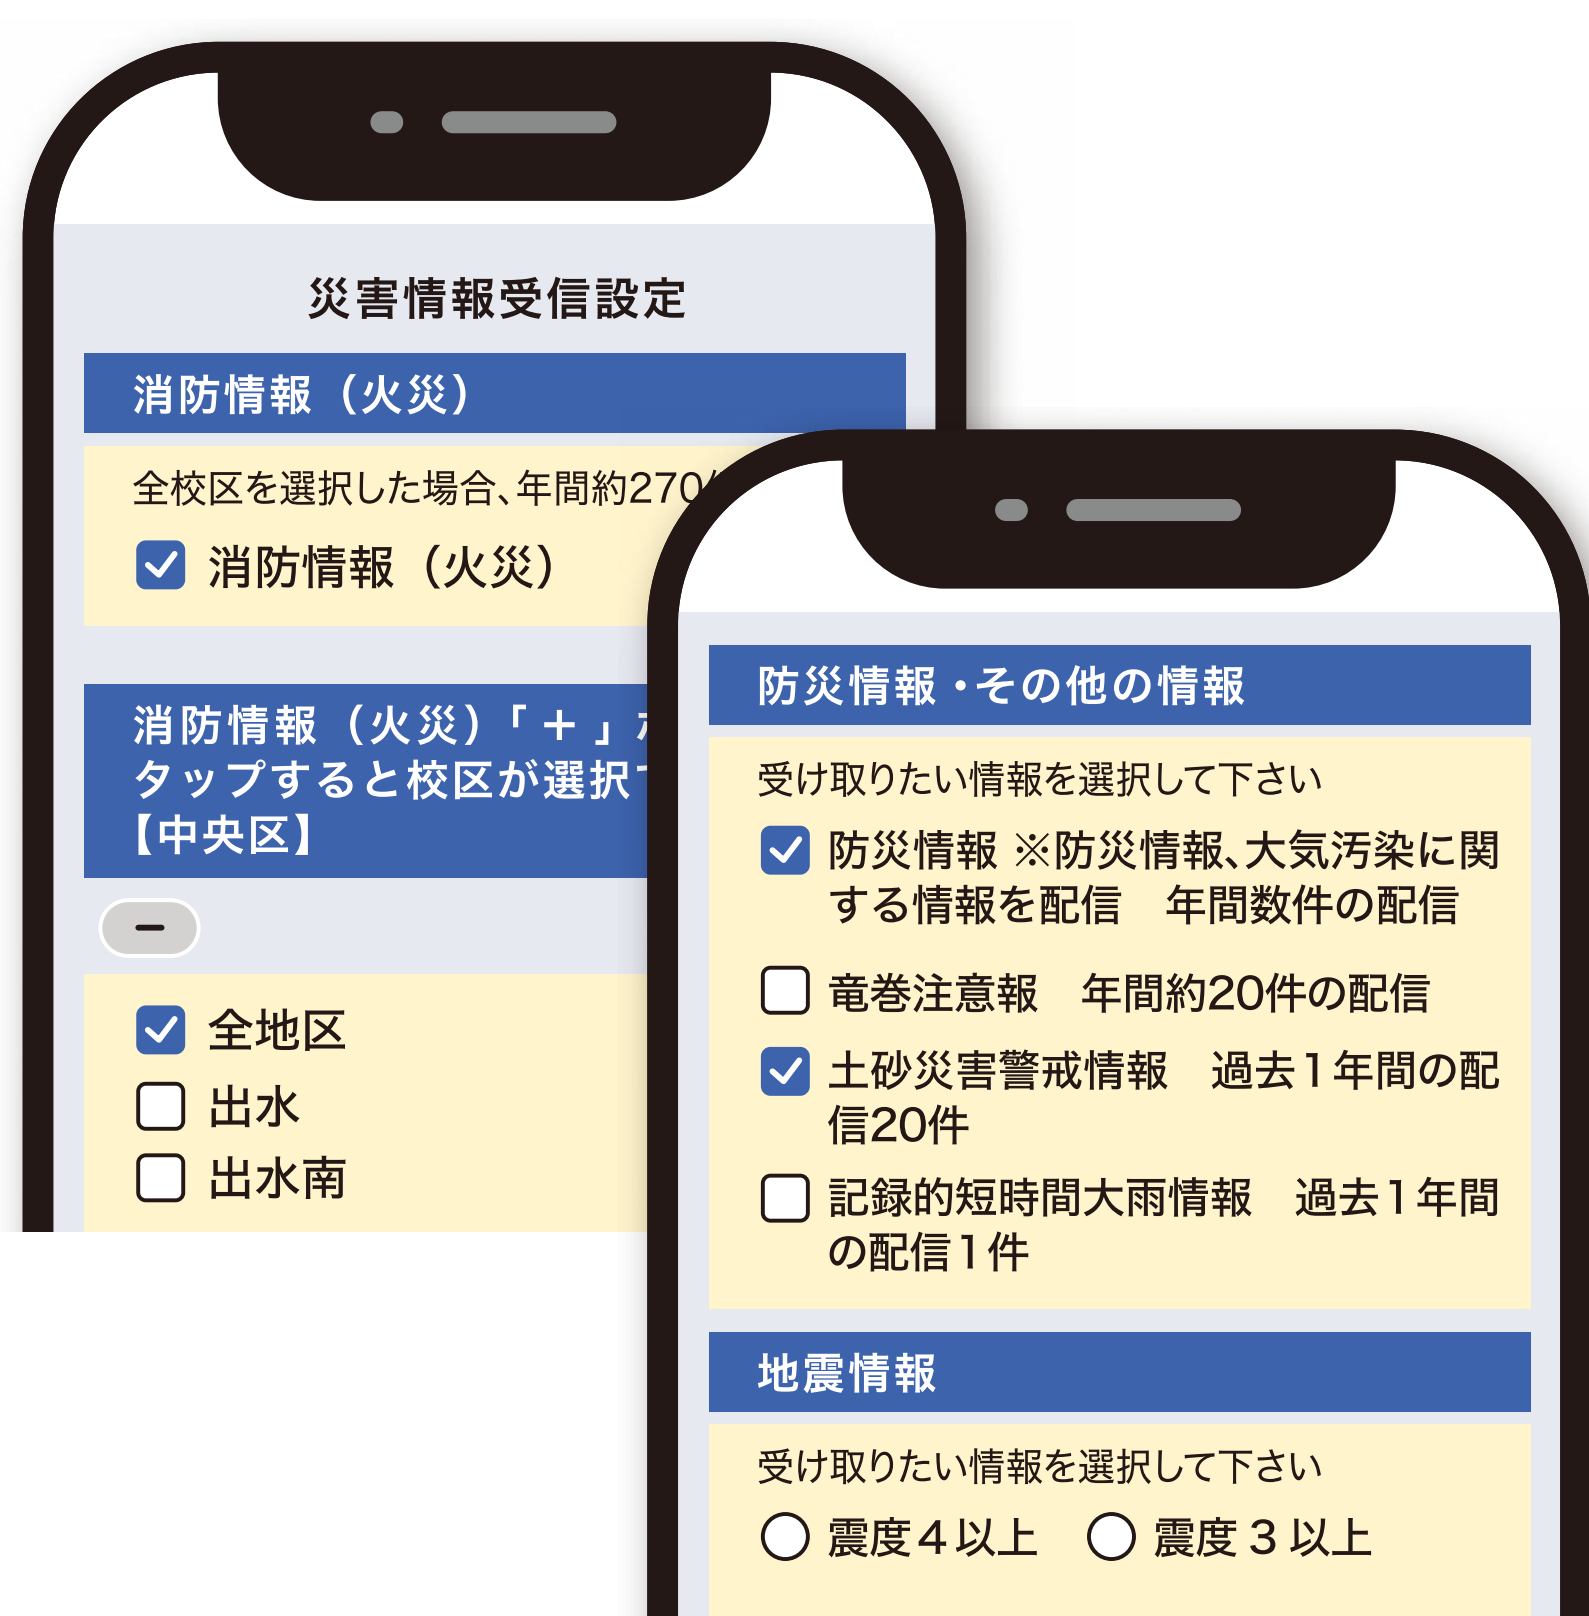 災害情報受信設定
消防情報（火災）
全校区を選択した場合、年間約270
消防情報（火災）
消防情報（火災）「＋」
タップすると校区が選択
【中央区】
全地区
出水
出水南
防災情報・その他の情報
受け取りたい情報を選択して下さい
防災情報 ※防災情報、大気汚染に関
する情報を配信　年間数件の配信
竜巻注意報　年間約20件の配信
土砂災害警戒情報　過去1年間の配
信20件
記録的短時間大雨情報　過去1年間
の配信1件
地震情報
受け取りたい情報を選択して下さい
震度4以上　震度3以上